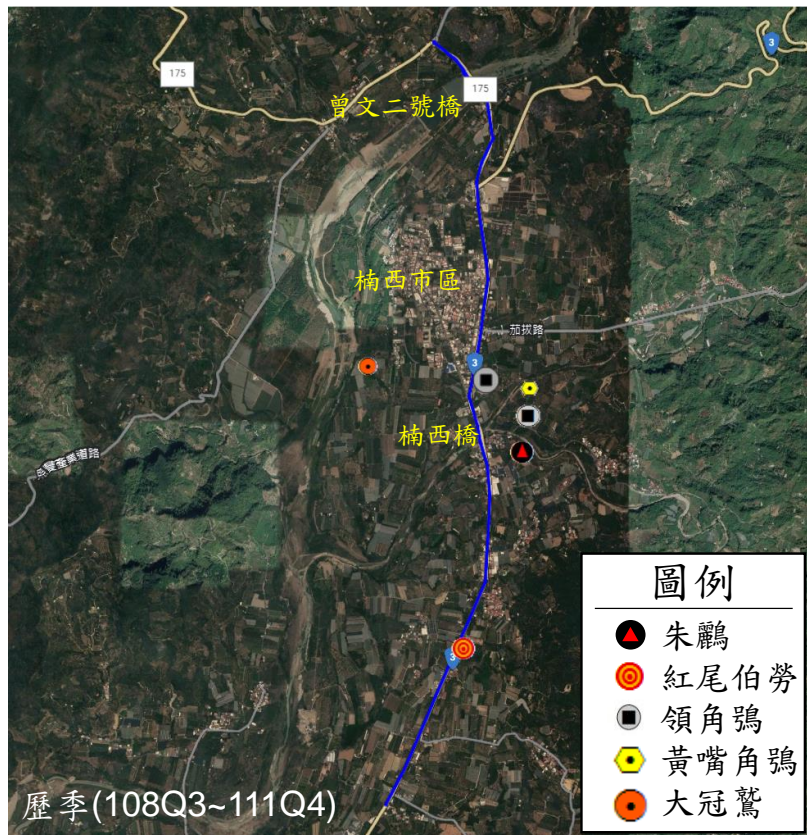 3
175
175
曾文二號橋
楠西市區
茄拔路
3
楠西橋
3
圖例
朱鸝
紅尾伯勞
領角鴞
黃嘴角鴞
大冠鷲
歷季(108Q3~111Q4)